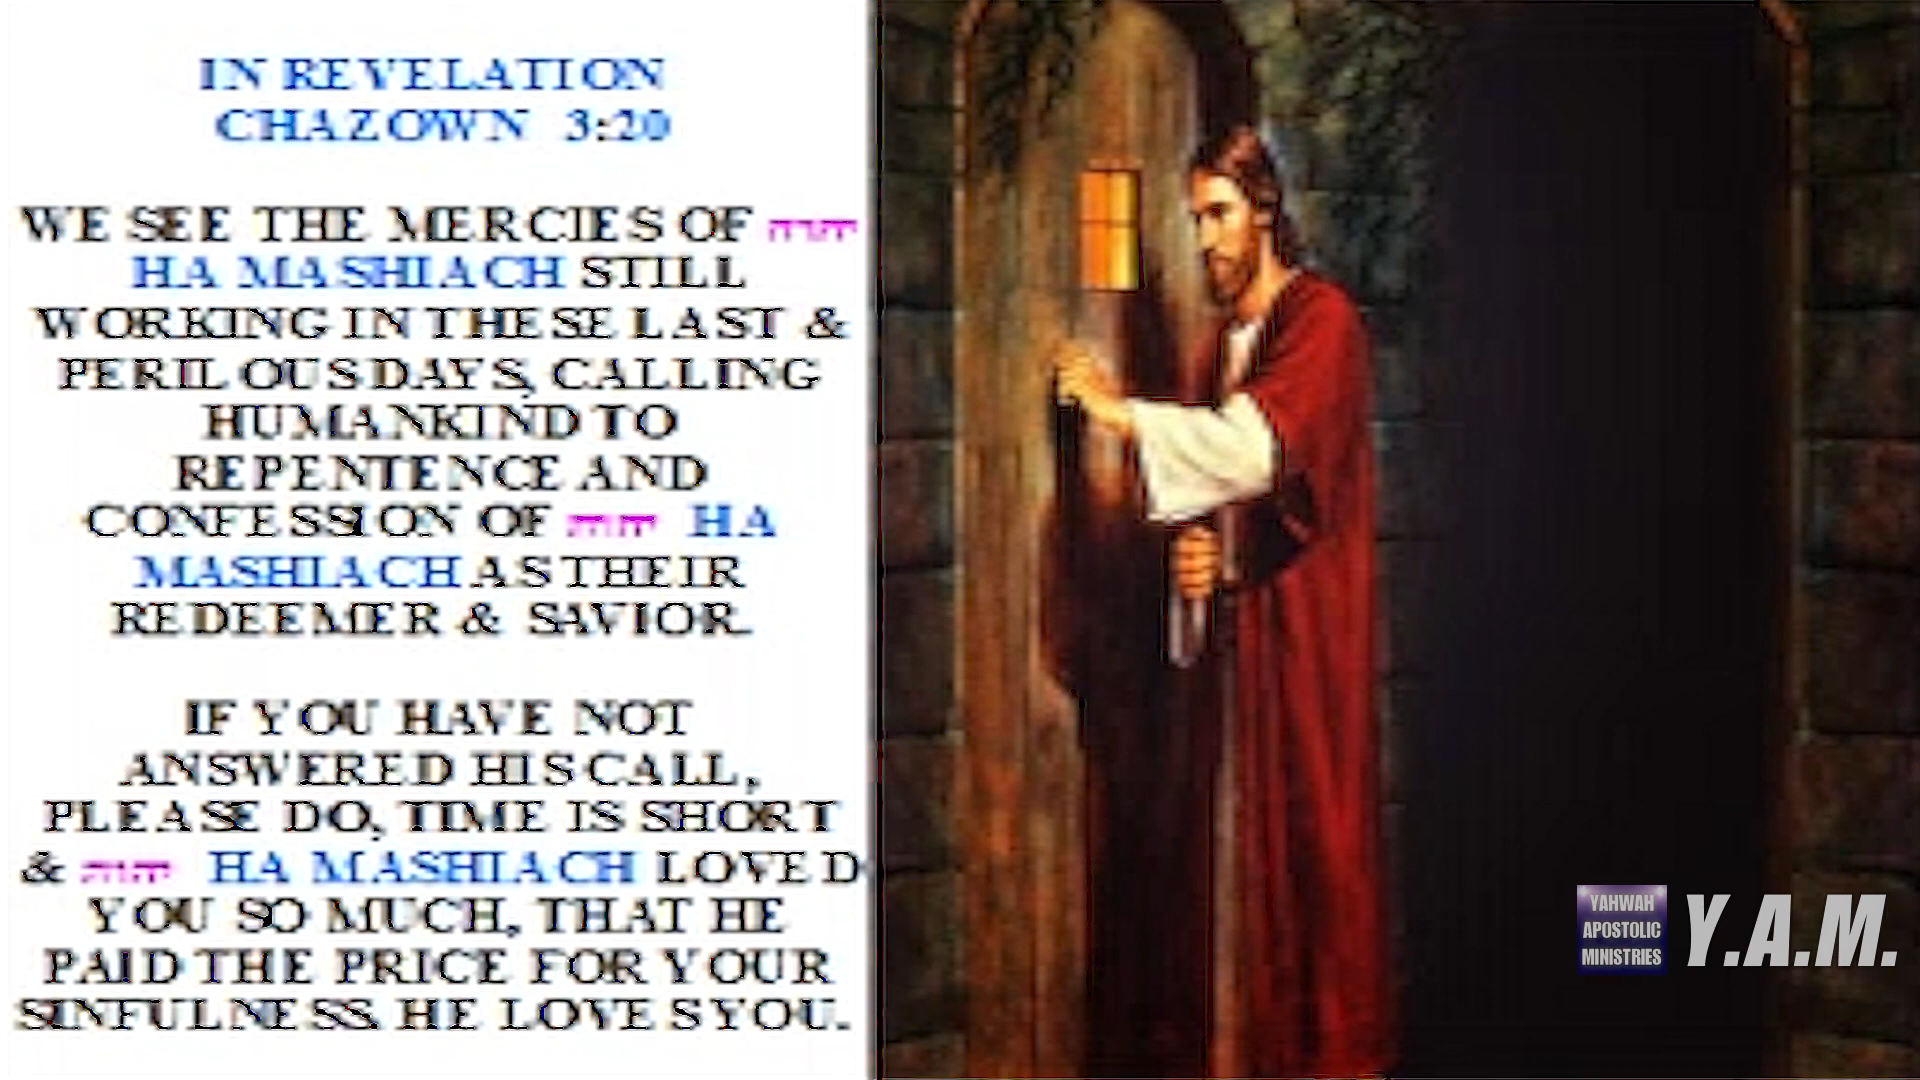 IN REVELATION
CHAZOWN 3:20
WE SEE THE MERCIES OF יהוה
HA MASHIACH STILL
WORKING IN THESE LAST &
PERILOUS DAYS, CALLING
HUMANKIND TO
REPENTENCE AND
CONFESSION OF יהוה HA
MASHIACH AS THEIR
REDEEMER & SAVIOR.
IF YOU HAVE NOT
ANSWERED HIS CALL,
PLEASE DO, TIME IS SHORT
& יהוה HA MASHIACH LOVED
YOU SO MUCH, THAT HE
PAID THE PRICE FOR YOUR
SINFULNESS. HE LOVES YOU.
YAHWAH
APOSTOLIC
MINISTRIES
Y.A.M.